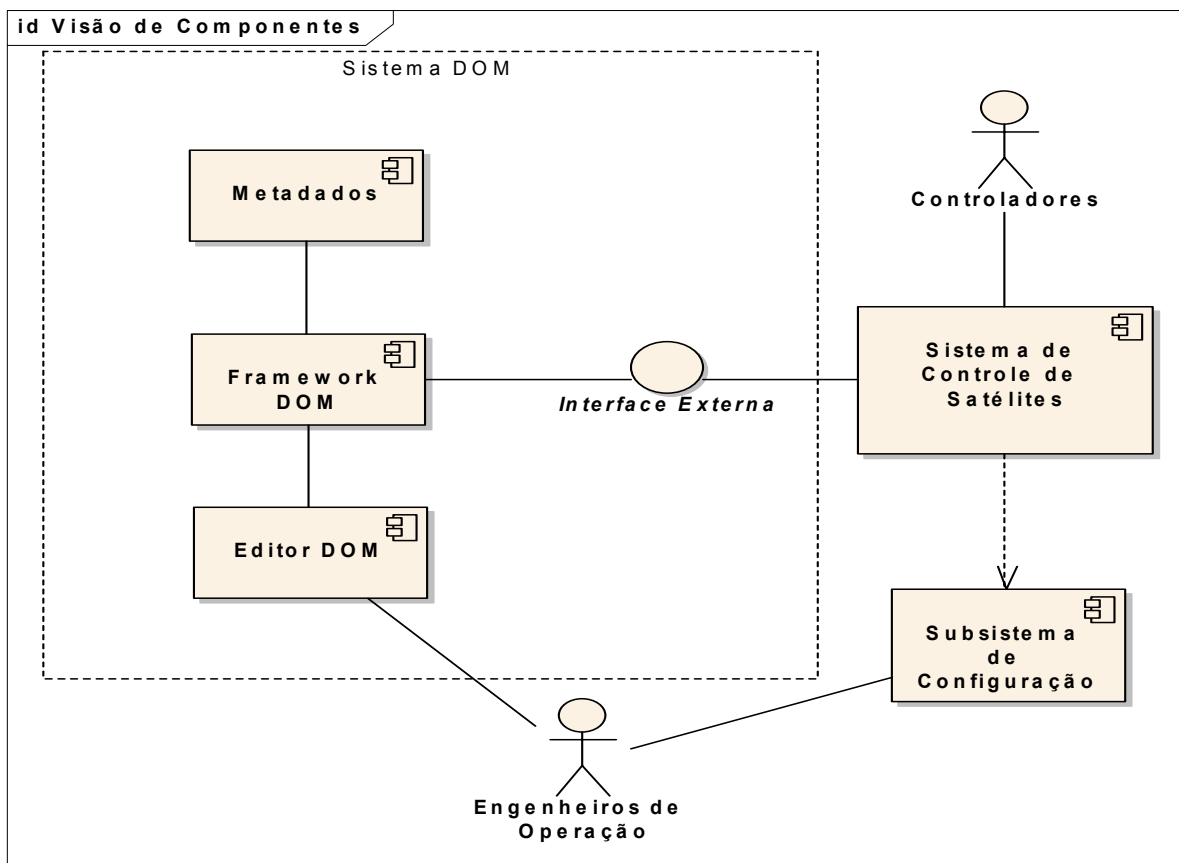 id Visão de Componentes
Sistema DOM
Metadados
Controladores
Framework
DOM
Interface Externa
Sistema de
Controle de
Satélites
Editor DOM
Subsistema
de
Configuração
Engenheiros de
Operação